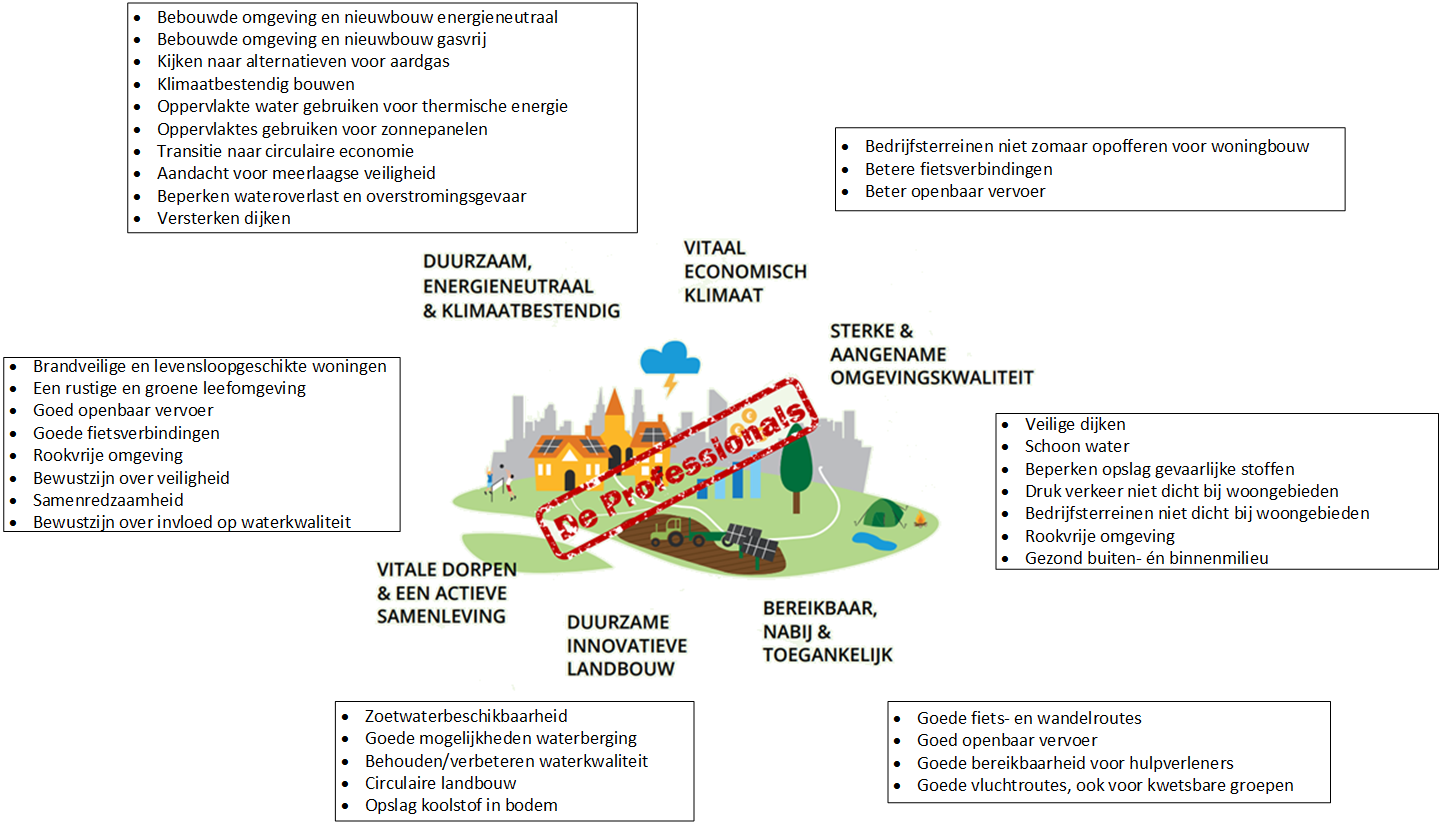 • Bebouwde omgeving en nieuwbouw energieneutraal
• Bebouwde omgeving en nieuwbouw gasvrij
• Kijken naar alternatieven voor aardgas
• Klimaatbestendig bouwen
• Oppervlakte water gebruiken voor thermische energie
• Oppervlaktes gebruiken voor zonnepanelen
• Transitie naar circulaire economie
• Aandacht voor meerlaagse veiligheid
• Beperken wateroverlast en overstromingsgevaar
• Versterken dijken
• Bedrijfsterreinen niet zomaar opofferen voor woningbouw
• Betere fietsverbindingen
• Beter openbaar vervoer
DUURZAAM,
ENERGIENEUTRAAL
& KLIMAATBESTENDIG
VITAAL
ECONOMISCH
KLIMAAT
STERKE &
AANGENAME
OMGEVINGSKWALITEIT
• Brandveilige en levensloopgeschikte woningen
• Een rustige en groene leefomgeving
• Goed openbaar vervoer
• Goede fietsverbindingen
• Rookvrije omgeving
• Bewustzijn over veiligheid
• Samenredzaamheid
• Bewustzijn over invloed op waterkwaliteit
De Professionals
• Veilige dijken
• Schoon water
• Beperken opslag gevaarlijke stoffen
• Druk verkeer niet dicht bij woongebieden
• Bedrijfsterreinen niet dicht bij woongebieden
• Rookvrije omgeving
• Gezond buiten- én binnenmilieu
VITALE DORPEN
& EEN ACTIEVE
SAMENLEVING
DUURZAME
INNOVATIEVE
LANDBOUW
BEREIKBAAR,
NABIJ &
TOEGANKELIJK
• Zoetwaterbeschikbaarheid
• Goede mogelijkheden waterberging
• Behouden/verbeteren waterkwaliteit
• Circulaire landbouw
• Opslag koolstof in bodem
• Goede fiets- en wandelroutes
• Goed openbaar vervoer
• Goede bereikbaarheid voor hulpverleners
• Goede vluchtroutes, ook voor kwetsbare groepen